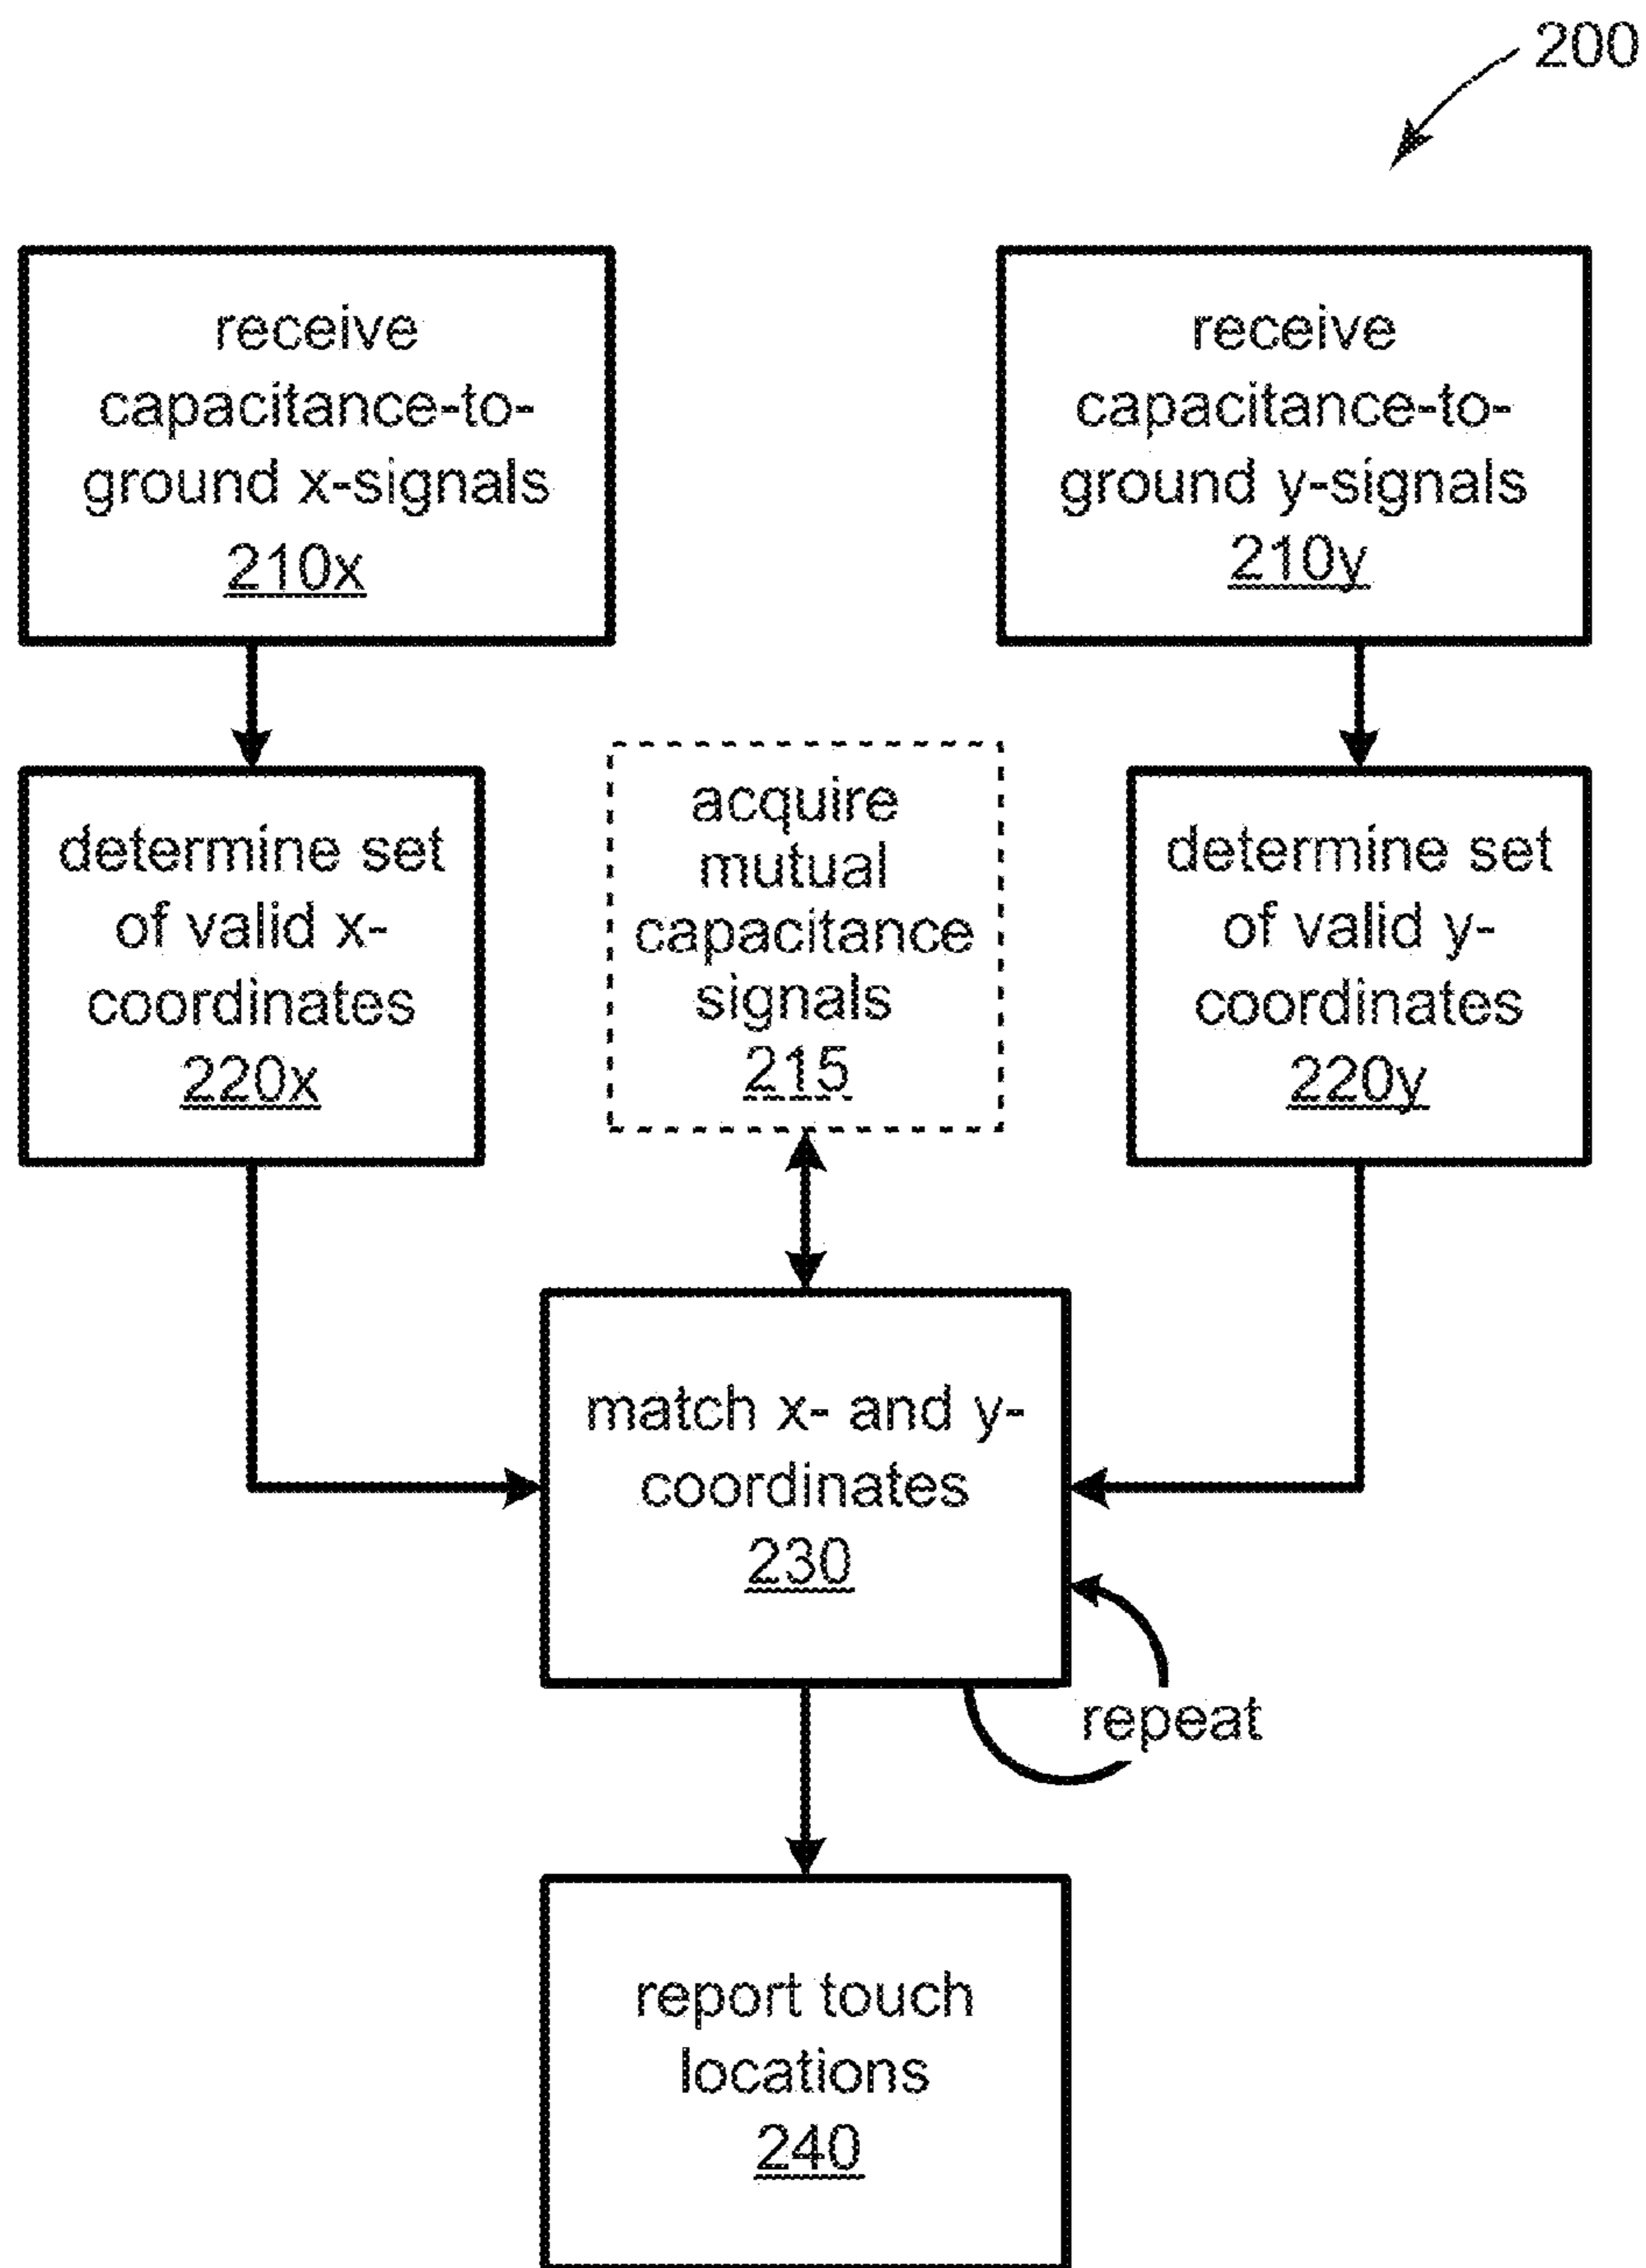 200
receive
capacitance-to-
ground x-signals
210x
receive
capacitance-to-
ground y-signals
210y
determine set
of valid x-
coordinates
220x
acquire
mutual
capacitance
signals
215
determine set
of valid y-
coordinates
220y
match x- and y-
coordinates
230
repeat
report touch
locations
240